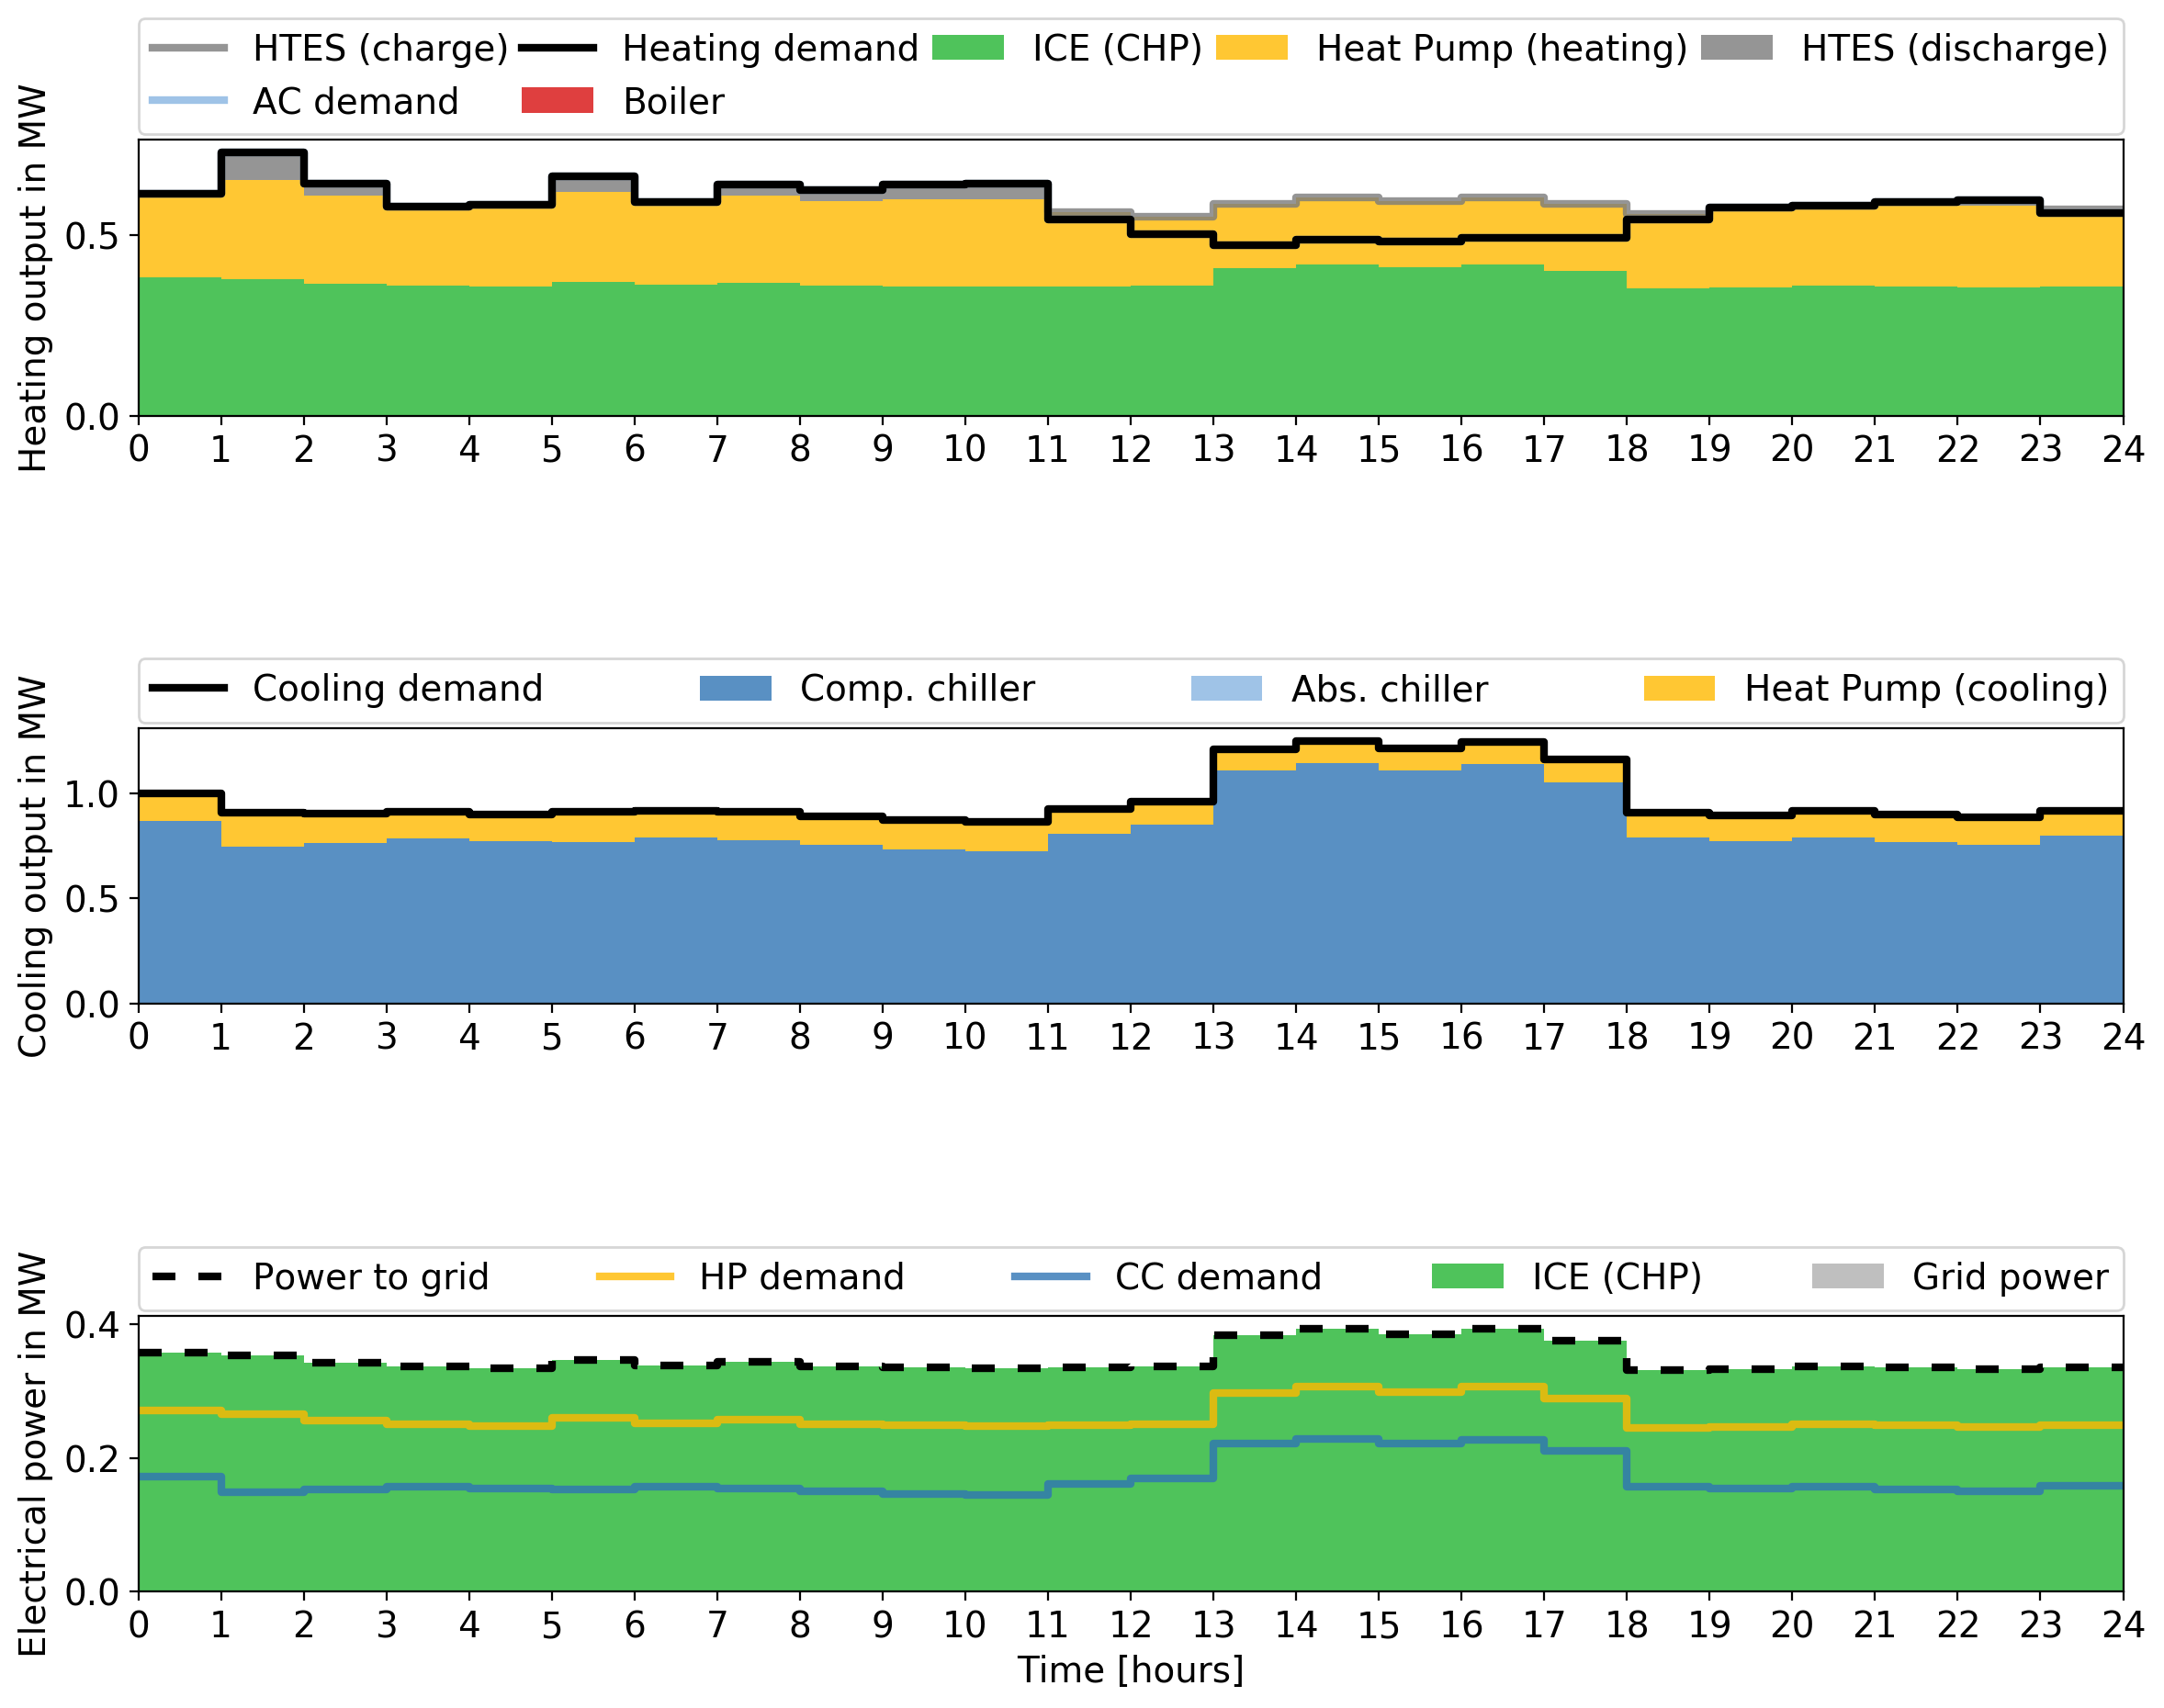 HTES (charge) Heating demand ICE (CHP) Heat Pump (heating) HTES (discharge)
AC demand Boiler
Heating output in MW
0.5
0.0
0 1 2 3 4 5 6 7 8 9 10 11 12 13 14 15 16 17 18 19 20 21 22 23 24
Cooling demand Comp. chiller Abs. chiller Heat Pump (cooling)
Cooling output in MW
1.0
0.5
0.0
0 1 2 3 4 5 6 7 8 9 10 11 12 13 14 15 16 17 18 19 20 21 22 23 24
Power to grid HP demand CC demand ICE (CHP) Grid power
Electrical power in MW
0.4
0.2
0.0
0 1 2 3 4 5 6 7 8 9 10 11 12 13 14 15 16 17 18 19 20 21 22 23 24
Time [hours]